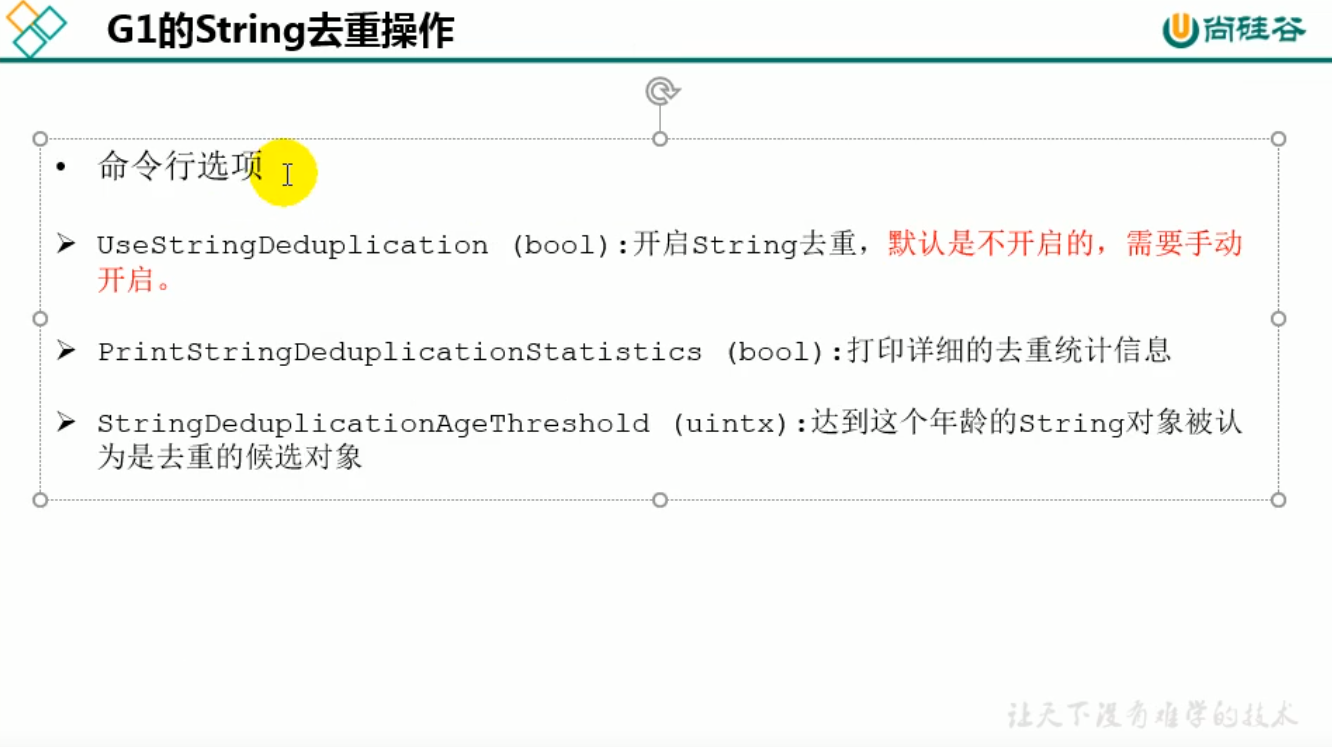 G1的String去重操作
尚硅谷
• 命令行选项
➢ UseStringDeduplication (bool):开启String去重，默认是不开启的，需要手动
开启。
➢ PrintStringDeduplicationStatistics (bool):打印详细的去重统计信息
➢ StringDeduplicationAgeThreshold (uintx):达到这个年龄的String对象被认
为是去重的候选对象
让天下没有难学的技术